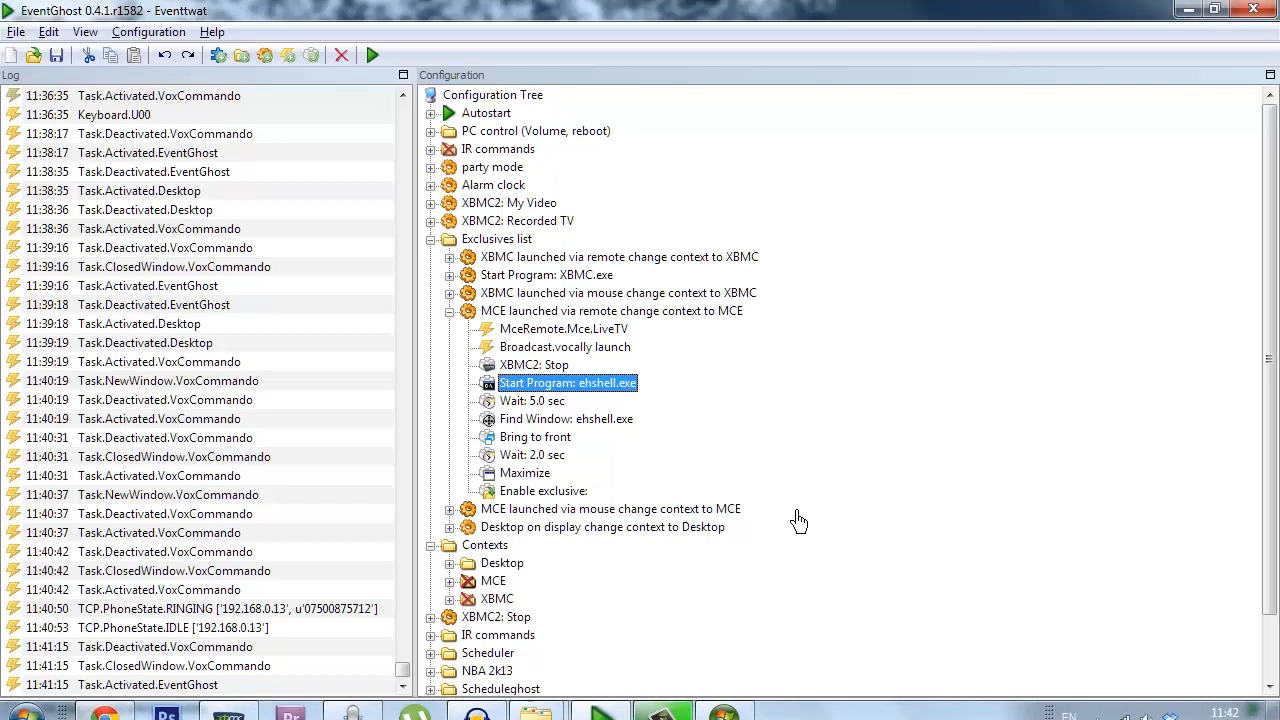 EventGhost 0.4.1.r1582 - Eventtwat
File Edit View Configuration Help
Log
11:36:35 Task.Activated.VoxCommando
11:36:35 Keyboard.U00
11:38:17 Task.Deactivated.VoxCommando
11:38:17 Task.Activated.EventGhost
11:38:35 Task.Deactivated.EventGhost
11:38:35 Task.Activated.Desktop
11:38:36 Task.Deactivated.Desktop
11:38:36 Task.Activated.VoxCommando
11:39:16 Task.Deactivated.VoxCommando
11:39:16 Task.ClosedWindow.VoxCommando
11:39:16 Task.Activated.EventGhost
11:39:18 Task.Deactivated.EventGhost
11:39:18 Task.Activated.Desktop
11:39:19 Task.Deactivated.Desktop
11:39:19 Task.Activated.VoxCommando
11:40:19 Task.NewWindow.VoxCommando
11:40:19 Task.Deactivated.VoxCommando
11:40:19 Task.Activated.VoxCommando
11:40:31 Task.Deactivated.VoxCommando
11:40:31 Task.ClosedWindow.VoxCommando
11:40:31 Task.Activated.VoxCommando
11:40:37 Task.NewWindow.VoxCommando
11:40:37 Task.Deactivated.VoxCommando
11:40:37 Task.Activated.VoxCommando
11:40:42 Task.Deactivated.VoxCommando
11:40:42 Task.ClosedWindow.VoxCommando
11:40:42 Task.Activated.VoxCommando
11:40:50 TCP.PhoneState.RINGING ['192.168.0.13', u'07500875712']
11:40:53 TCP.PhoneState.IDLE ['192.168.0.13']
11:41:15 Task.Deactivated.VoxCommando
11:41:15 Task.ClosedWindow.VoxCommando
11:41:15 Task.Activated.EventGhost
Configuration
Configuration Tree
Autostart
PC control (Volume, reboot)
IR commands
party mode
Alarm clock
XBMC2: My Video
XBMC2: Recorded TV
Exclusives list
XBMC launched via remote change context to XBMC
Start Program: XBMC.exe
XBMC launched via mouse change context to XBMC
MCE launched via remote change context to MCE
MceRemote.Mce.LiveTV
Broadcast.vocally launch
XBMC2: Stop
Start Program: ehshell.exe
Wait: 5.0 sec
Find Window: ehshell.exe
Bring to front
Wait: 2.0 sec
Maximize
Enable exclusive:
MCE launched via mouse change context to MCE
Desktop on display change context to Desktop
Contexts
Desktop
MCE
XBMC
XBMC2: Stop
IR commands
Scheduler
NBA 2k13
Scheduleghost
Ps
Pr
EN
11:42